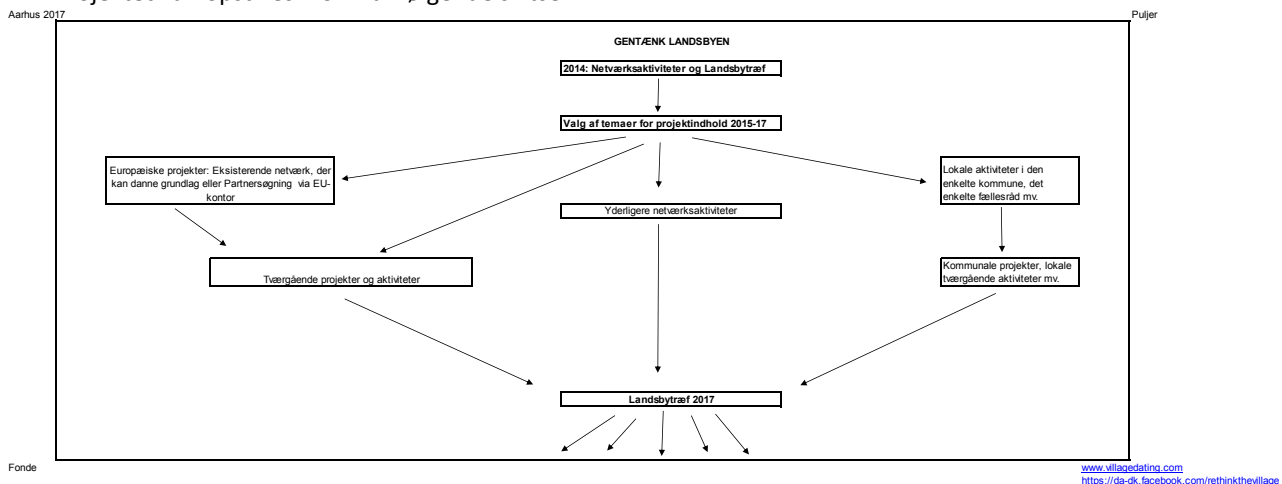 Aarhus 2017
Puljer
GENTÆNK LANDSBYEN
2014: Netværksaktiviteter og Landsbytræf
Valg af temaer for projektindhold 2015-17
Europæiske projekter: Eksisterende netværk, der
kan danne grundlag eller Partnersøgning via EU-
kontor
Lokale aktiviteter i den
enkelte kommune, det
enkelte fællesråd mv.
Yderligere netværksaktiviteter
Tværgående projekter og aktiviteter
Kommunale projekter, lokale
tværgående aktiviteter mv.
Landsbytræf 2017
Fonde
www.villagedating.com
https://da-dk.facebook.com/rethinkthevillage